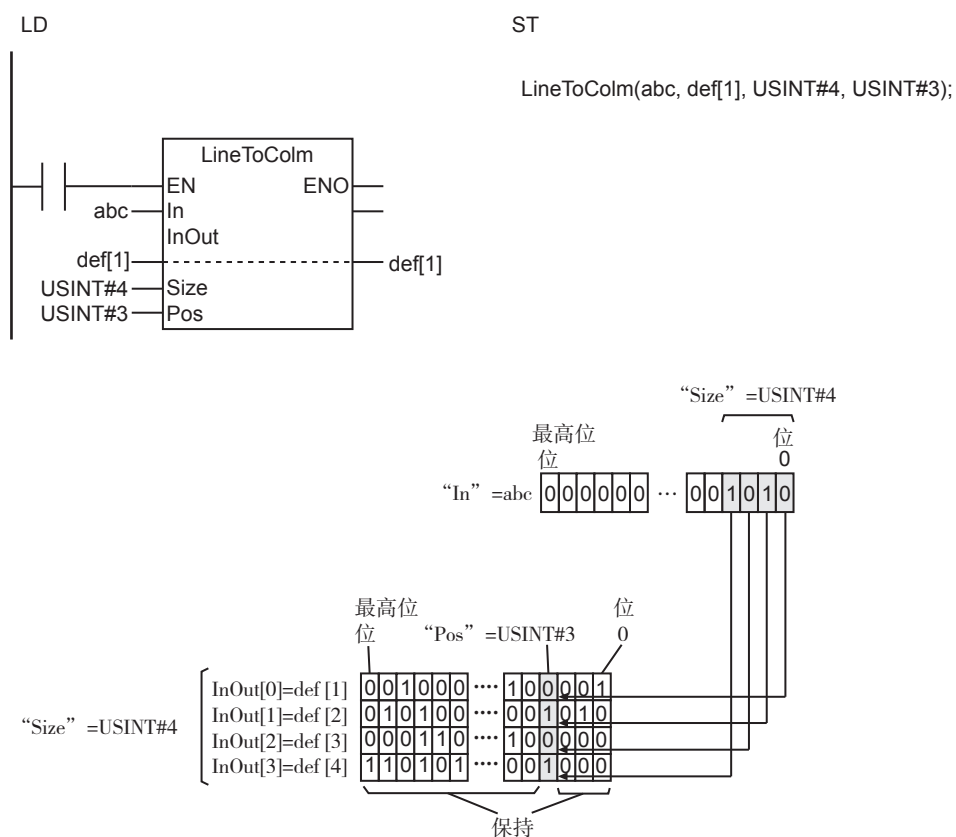 LD
ST
LineToColm(abc, def[1], USINT#4, USINT#3);
LineToColm
EN ENO
abc In
InOut
def[1] def[1]
USINT#4 Size
USINT#3 Pos
“Size” =USINT#4
最高位 位
位 0
“In” =abc 0 0 0 0 0 0 … 0 0 1 0 1 0
最高位 位
位 “Pos” =USINT#3 0
InOut[0]=def [1] 0 0 1 0 0 0 ···· 1 0 0 0 0 1
“Size” =USINT#4 InOut[1]=def [2] 0 1 0 1 0 0 ···· 0 0 1 0 1 0
InOut[2]=def [3] 0 0 0 1 1 0 ···· 1 0 0 0 0 0
InOut[3]=def [4] 1 1 0 1 0 1 ···· 0 0 1 0 0 0
保持